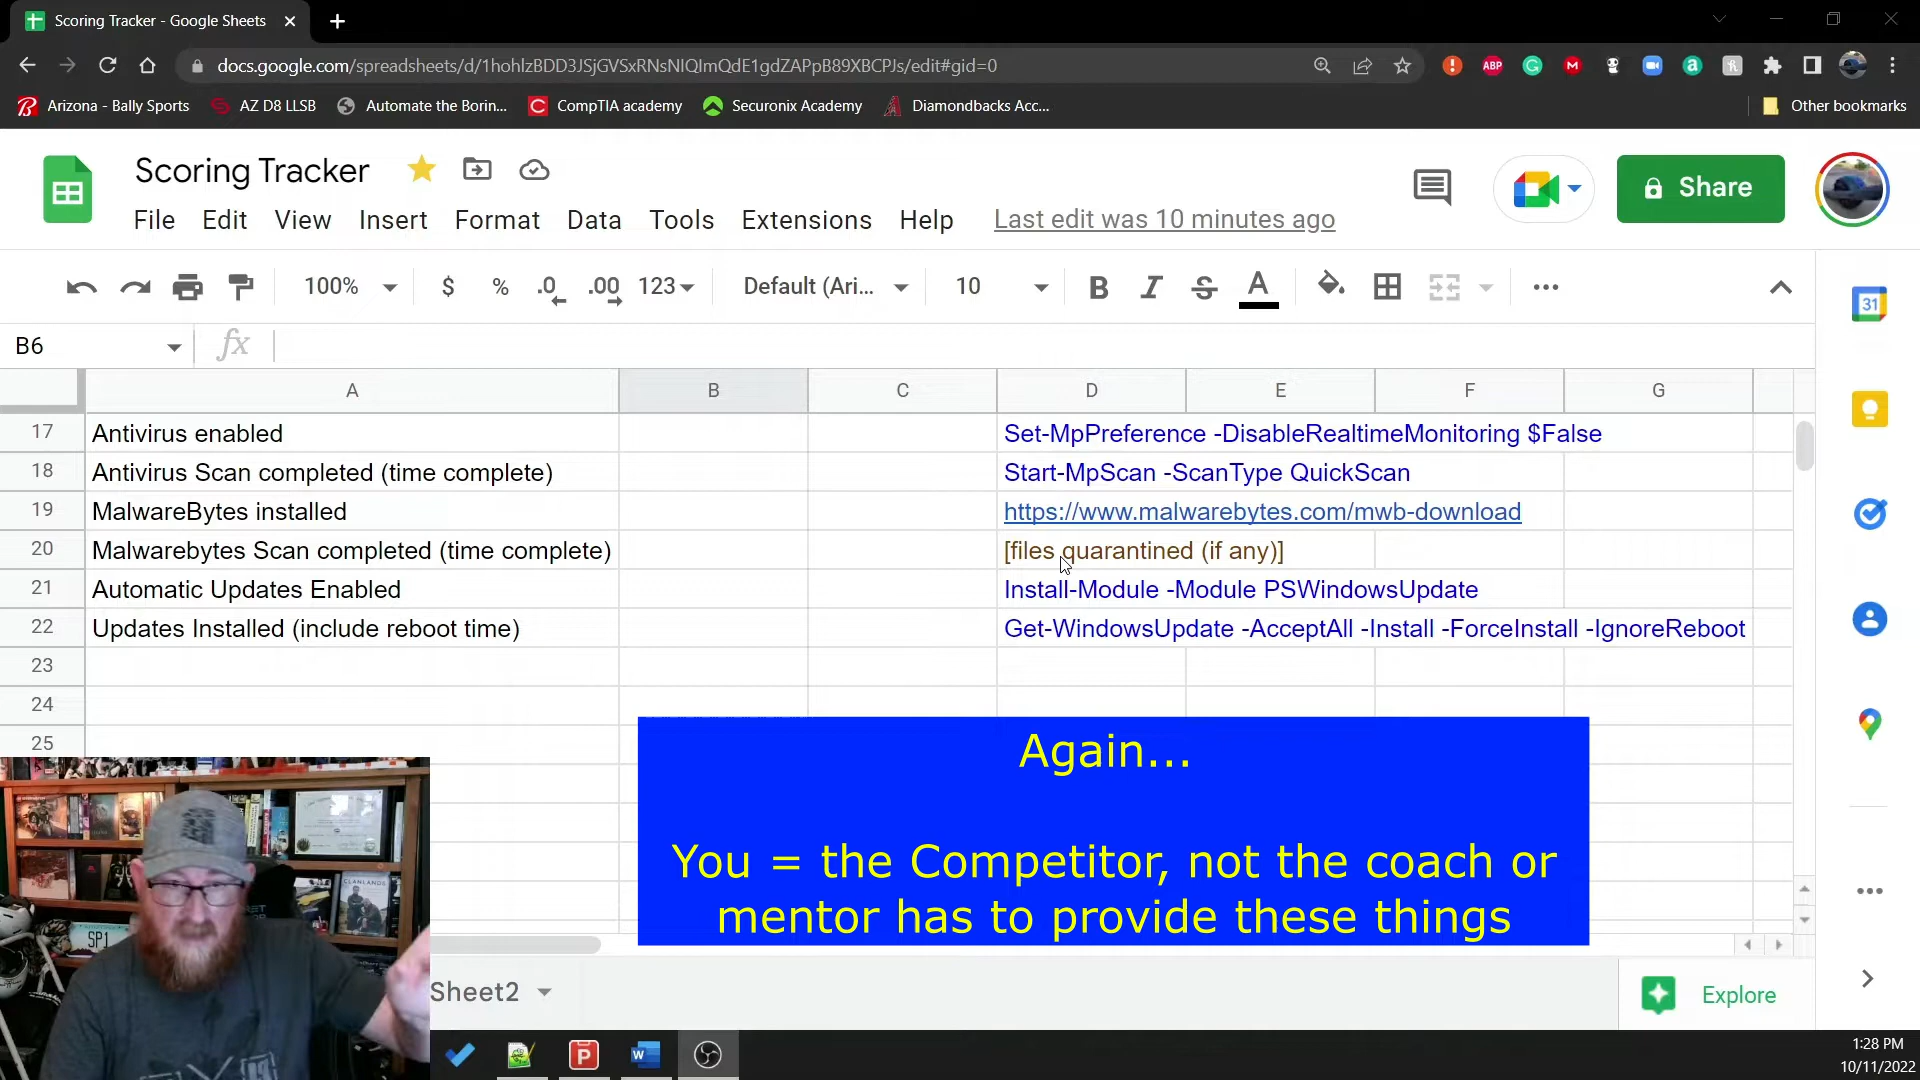 Scoring Tracker - Google Sheets
docs.google.com/spreadsheets/d/1hohlzBDD3JSjGVSxRNsNIQImQdE1gdZAPpB89XBCPJs/edit#gid=0
ABP
Arizona - Bally Sports
AZ D8 LLSB
Automate the Borin...
CompTIA academy
Securonix Academy
Diamondbacks Acc...
Other bookmarks
Scoring Tracker
Share
File Edit View Insert Format Data Tools Extensions Help
Last edit was 10 minutes ago
100% $ % .0 .00 123 Default (Ari... 10 B I S A
31
B6 fx
A B C D E F G
17 Antivirus enabled Set-MpPreference -DisableRealtimeMonitoring $False
18 Antivirus Scan completed (time complete) Start-MpScan -ScanType QuickScan
19 MalwareBytes installed https://www.malwarebytes.com/mwb-download
20 Malwarebytes Scan completed (time complete) [files quarantined (if any)]
21 Automatic Updates Enabled Install-Module -Module PSWindowsUpdate
22 Updates Installed (include reboot time) Get-WindowsUpdate -AcceptAll -Install -ForceInstall -IgnoreReboot
23
24
25
Again...
You = the Competitor, not the coach or
mentor has to provide these things
CLANLANDS
SP1
Sheet2
Explore
1:28 PM
10/11/2022